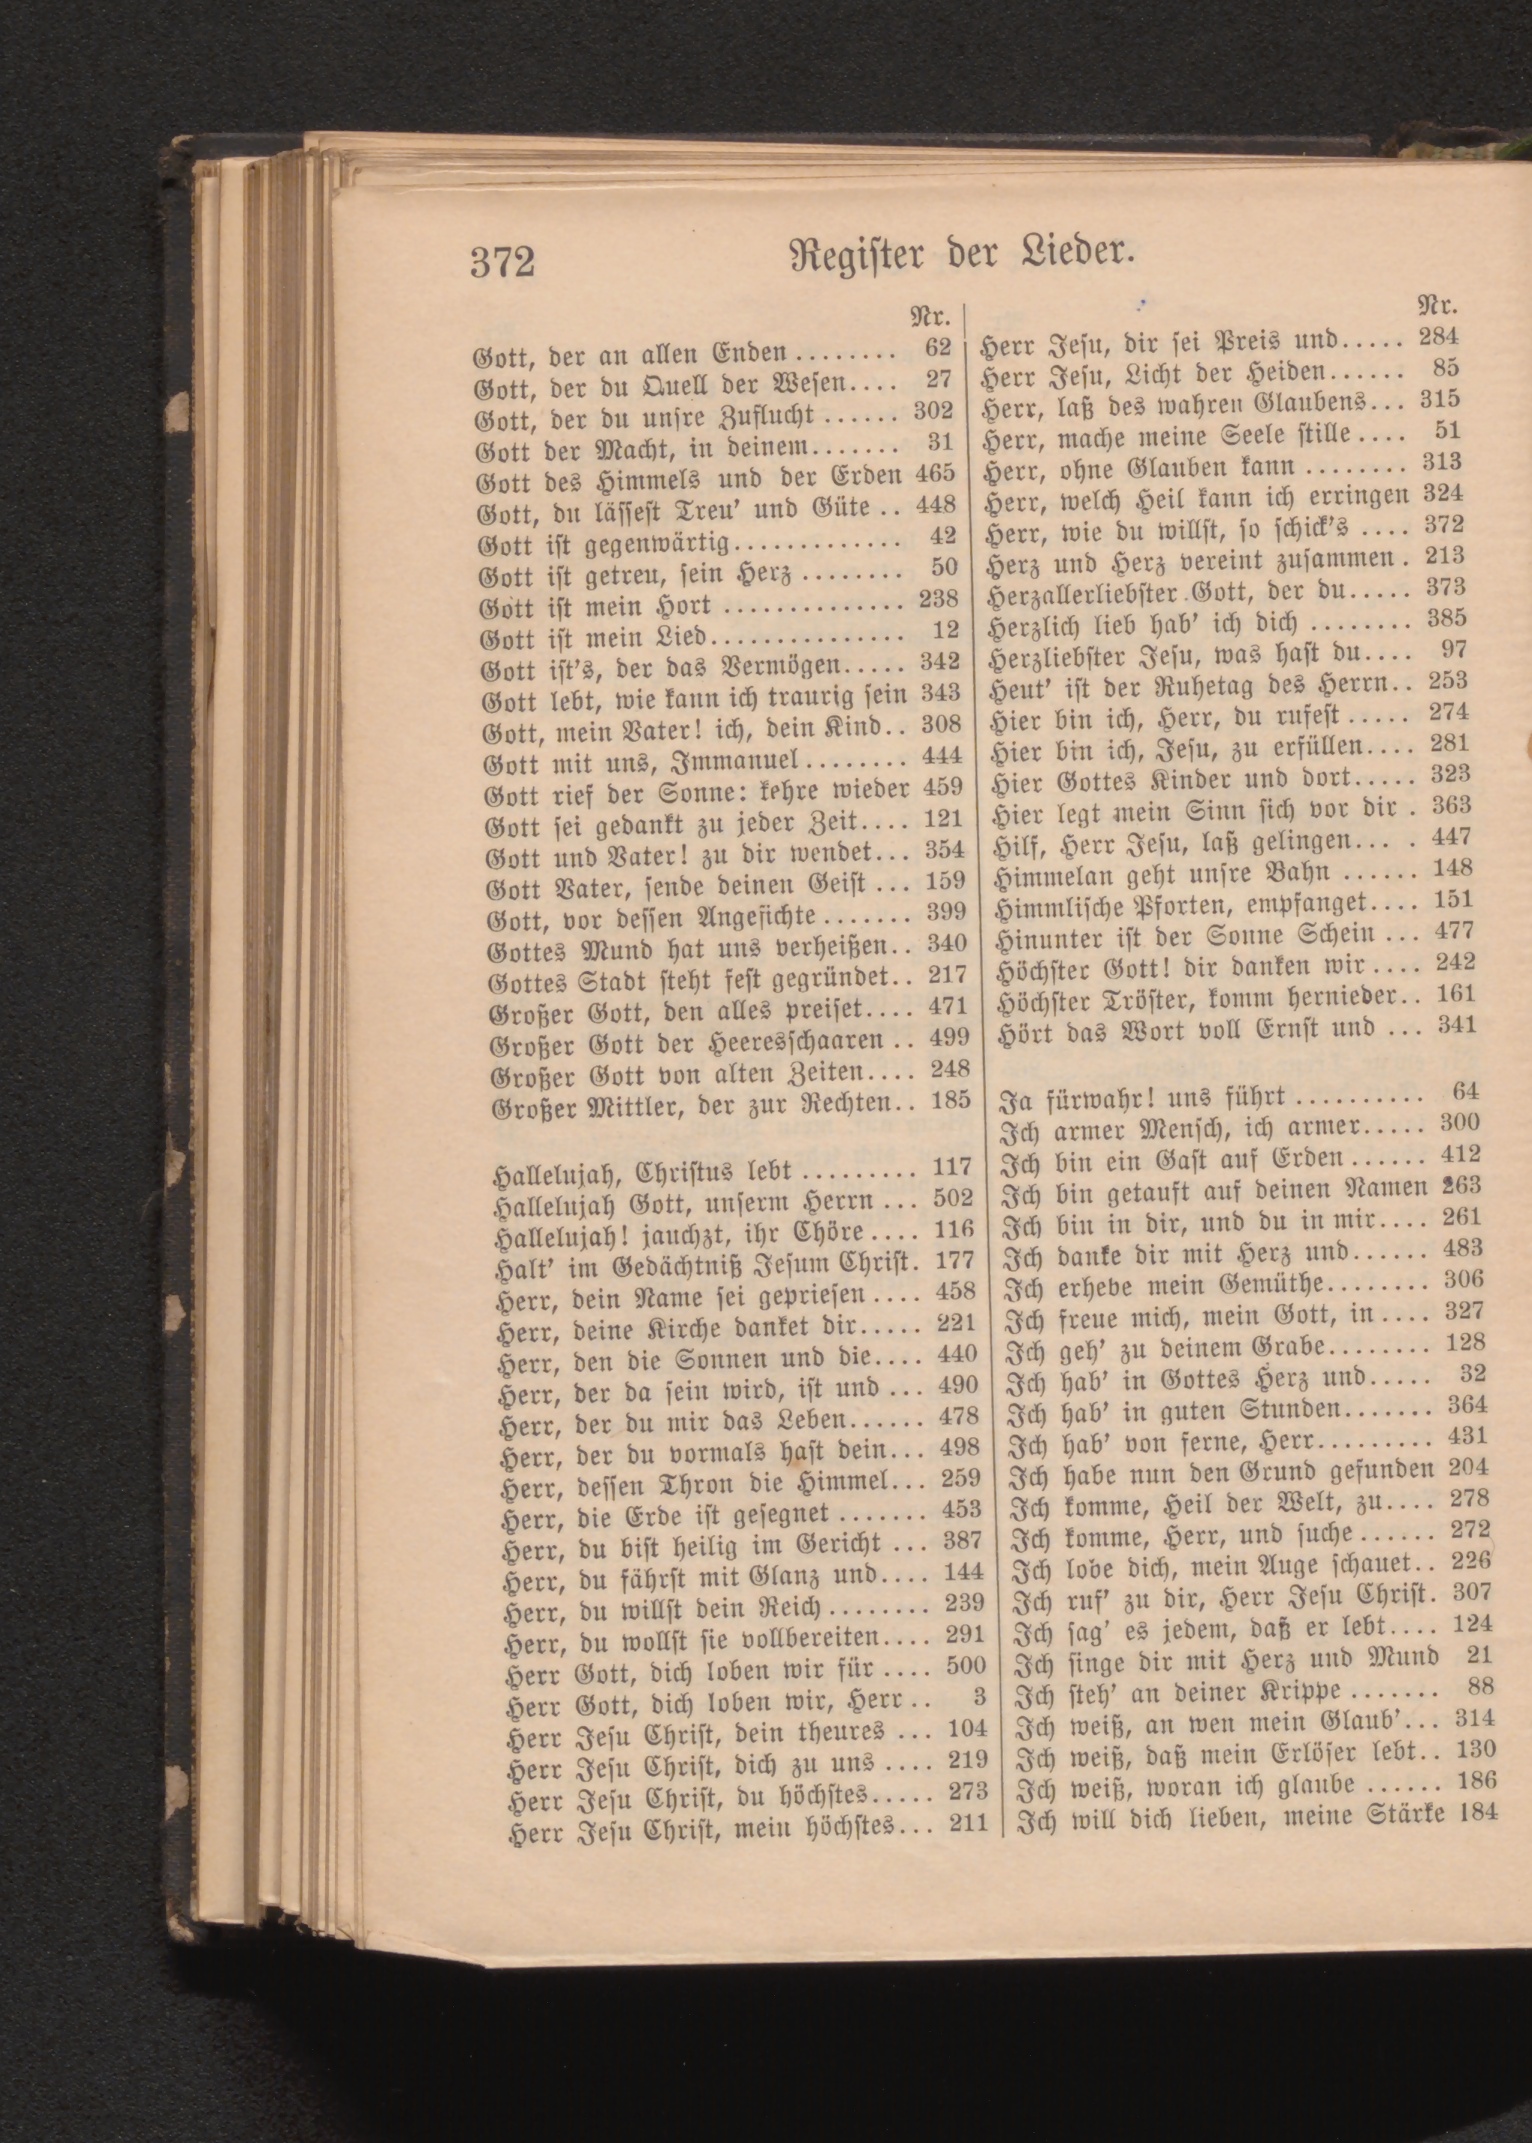 372 Register der Lieder.
Nr.
Gott, der an allen Enden ........ 62
Gott, der du Quell der Wesen.... 27
Gott, der du unsre Zuflucht ...... 302
Gott der Macht, in deinem....... 31
Gott des Himmels und der Erden 465
Gott, du lässest Treu' und Güte .. 448
Gott ist gegenwärtig............. 42
Gott ist getreu, sein Herz ........ 50
Gott ist mein Hort .............. 238
Gott ist mein Lied............... 12
Gott ist's, der das Vermögen..... 342
Gott lebt, wie kann ich traurig sein 343
Gott, mein Vater! ich, dein Kind.. 308
Gott mit uns, Immanuel........ 444
Gott rief der Sonne: kehre wieder 459
Gott sei gedankt zu jeder Zeit.... 121
Gott und Vater! zu dir wendet... 354
Gott Vater, sende deinen Geist ... 159
Gott, vor dessen Angesichte....... 399
Gottes Mund hat uns verheißen.. 340
Gottes Stadt steht fest gegründet.. 217
Großer Gott, den alles preiset.... 471
Großer Gott der Heeresschaaren .. 499
Großer Gott von alten Zeiten.... 248
Großer Mittler, der zur Rechten.. 185
Hallelujah, Christus lebt ......... 117
Hallelujah Gott, unserm Herrn ... 502
Hallelujah! jauchzt, ihr Chöre.... 116
Halt' im Gedächtniß Jesum Christ. 177
Herr, dein Name sei gepriesen.... 458
Herr, deine Kirche danket dir..... 221
Herr, den die Sonnen und die.... 440
Herr, der da sein wird, ist und ... 490
Herr, der du mir das Leben...... 478
Herr, der du vormals hast dein... 498
Herr, dessen Thron die Himmel... 259
Herr, die Erde ist gesegnet ....... 453
Herr, du bist heilig im Gericht ... 387
Herr, du fährst mit Glanz und.... 144
Herr, du willst dein Reich........ 239
Herr, du wollst sie vollbereiten.... 291
Herr Gott, dich loben wir für .... 500
Herr Gott, dich loben wir, Herr .. 3
Herr Jesu Christ, dein theures ... 104
Herr Jesu Christ, dich zu uns .... 219
Herr Jesu Christ, du höchstes..... 273
Herr Jesu Christ, mein höchstes... 211
Nr.
Herr Jesu, dir sei Preis und..... 284
Herr Jesu, Licht der Heiden...... 85
Herr, laß des wahren Glaubens... 315
Herr, mache meine Seele stille.... 51
Herr, ohne Glauben kann ........ 313
Herr, welch Heil kann ich erringen 324
Herr, wie du willst, so schick's .... 372
Herz und Herz vereint zusammen . 213
Herzallerliebster Gott, der du..... 373
Herzlich lieb hab' ich dich ........ 385
Herzliebster Jesu, was hast du.... 97
Heut' ist der Ruhetag des Herrn.. 253
Hier bin ich, Herr, du rufest..... 274
Hier bin ich, Jesu, zu erfüllen.... 281
Hier Gottes Kinder und dort..... 323
Hier legt mein Sinn sich vor dir . 363
Hilf, Herr Jesu, laß gelingen... . 447
Himmelan geht unsre Bahn ...... 148
Himmlische Pforten, empfanget.... 151
Hinunter ist der Sonne Schein ... 477
Höchster Gott! dir danken wir.... 242
Höchster Tröster, komm hernieder.. 161
Hört das Wort voll Ernst und ... 341
Ja fürwahr! uns führt .......... 64
Ich armer Mensch, ich armer..... 300
Ich bin ein Gast auf Erden...... 412
Ich bin getauft auf deinen Namen 263
Ich bin in dir, und du in mir.... 261
Ich danke dir mit Herz und...... 483
Ich erhebe mein Gemüthe........ 306
Ich freue mich, mein Gott, in.... 327
Ich geh' zu deinem Grabe........ 128
Ich hab' in Gottes Herz und..... 32
Ich hab' in guten Stunden....... 364
Ich hab' von ferne, Herr......... 431
Ich habe nun den Grund gefunden 204
Ich komme, Heil der Welt, zu.... 278
Ich komme, Herr, und suche...... 272
Ich lobe dich, mein Auge schauet.. 226
Ich ruf' zu dir, Herr Jesu Christ. 307
Ich sag' es jedem, daß er lebt.... 124
Ich singe dir mit Herz und Mund 21
Ich steh' an deiner Krippe....... 88
Ich weiß, an wen mein Glaub'... 314
Ich weiß, daß mein Erlöser lebt.. 130
Ich weiß, woran ich glaube ...... 186
Ich will dich lieben, meine Stärke 184